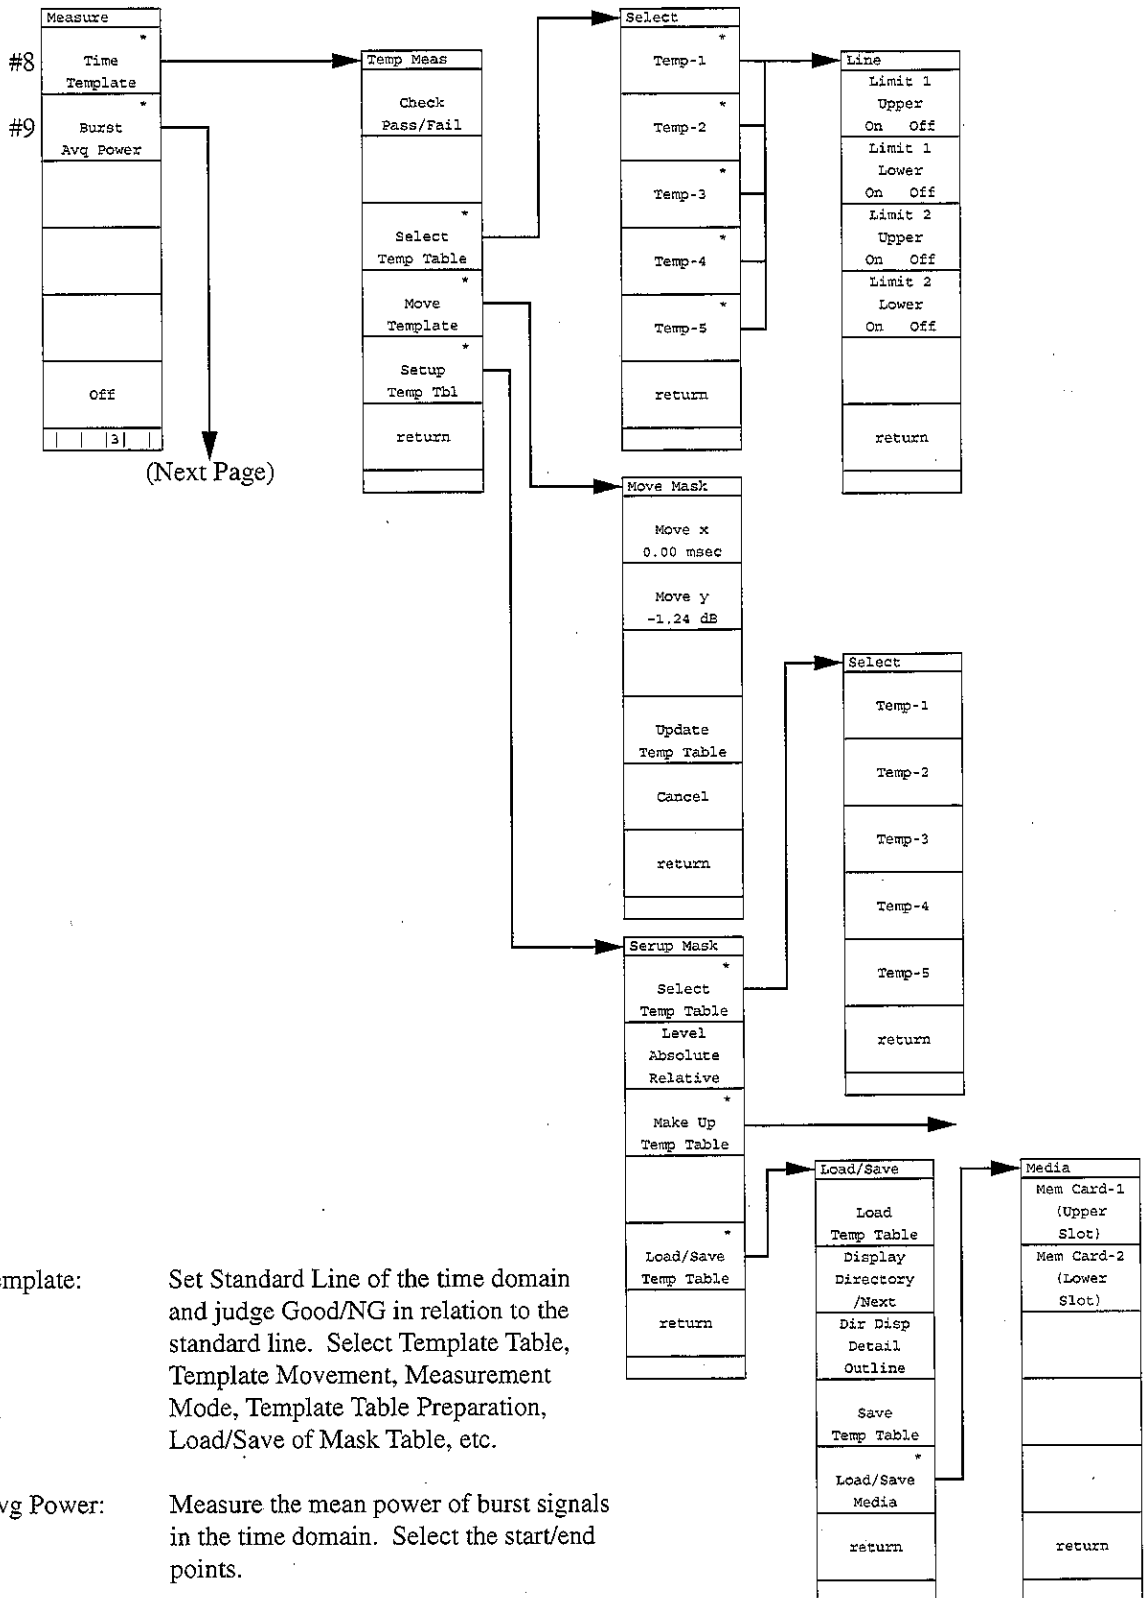 Measure
*
#8 Time
Template
*
#9 Burst
Avg Power
Off
| | |3| |
(Next Page)
Temp Meas
Check
Pass/Fail
*
Select
Temp Table
*
Move
Template
*
Setup
Temp Tbl
return
Select
*
Temp-1
*
Temp-2
*
Temp-3
*
Temp-4
*
Temp-5
return
Line
Limit 1
Upper
On Off
Limit 1
Lower
On Off
Limit 2
Upper
On Off
Limit 2
Lower
On Off
return
Move Mask
Move x
0.00 msec
Move y
-1.24 dB
Update
Temp Table
Cancel
return
Serup Mask
*
Select
Temp Table
Level
Absolute
Relative
*
Make Up
Temp Table
*
Load/Save
Temp Table
return
Select
Temp-1
Temp-2
Temp-3
Temp-4
Temp-5
return
Load/Save
Load
Temp Table
Display
Directory
/Next
Dir Disp
Detail
Outline
Save
Temp Table
*
Load/Save
Media
return
Media
Mem Card-1
(Upper
Slot)
Mem Card-2
(Lower
Slot)
return
emplate: Set Standard Line of the time domain
and judge Good/NG in relation to the
standard line. Select Template Table,
Template Movement, Measurement
Mode, Template Table Preparation,
Load/Save of Mask Table, etc.
vg Power: Measure the mean power of burst signals
in the time domain. Select the start/end
points.